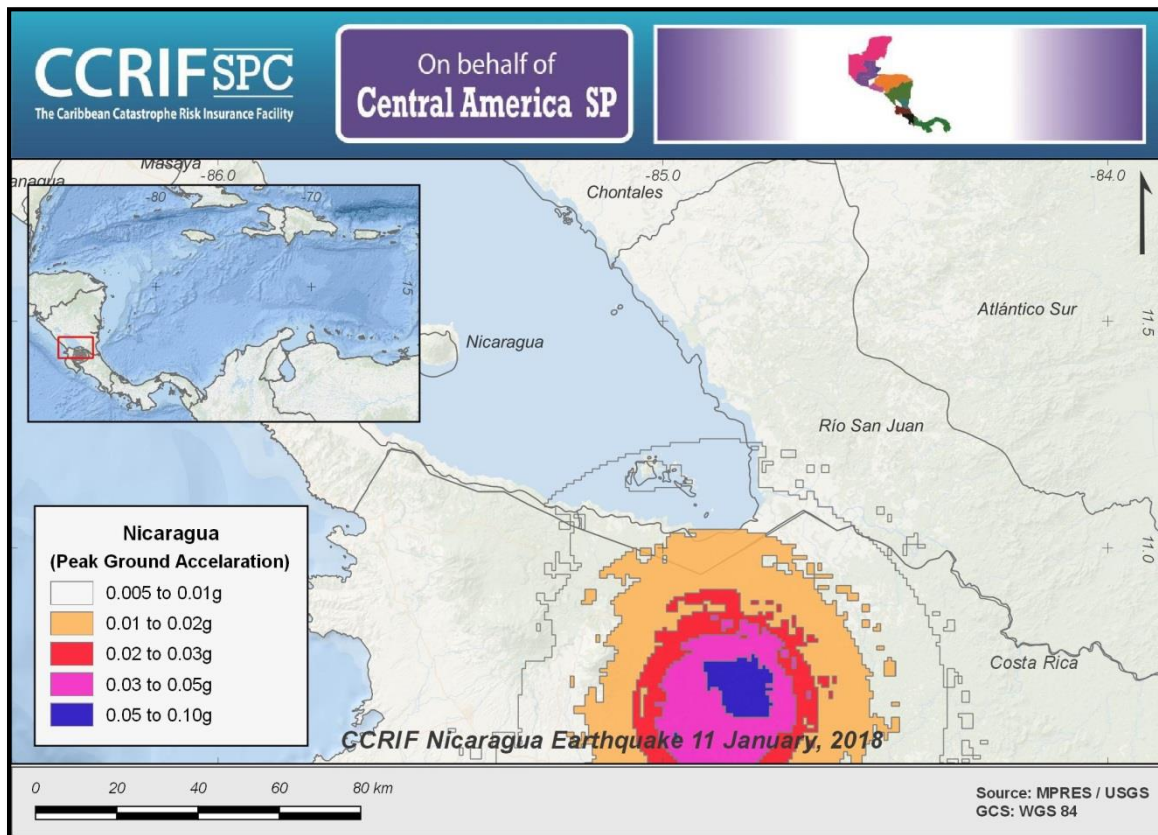 CCRIF SPC
The Caribbean Catastrophe Risk Insurance Facility
On behalf of
Central America SP
Masaya
anagua
-86.0
-85.0
-84.0
Chontales
-80
-70
15
Atlántico Sur
11.5
Nicaragua
Río San Juan
11.0
Costa Rica
Nicaragua
(Peak Ground Accelaration)
0.005 to 0.01g
0.01 to 0.02g
0.02 to 0.03g
0.03 to 0.05g
0.05 to 0.10g
CCRIF Nicaragua Earthquake 11 January, 2018
0 20 40 60 80 km
Source: MPRES / USGS
GCS: WGS 84